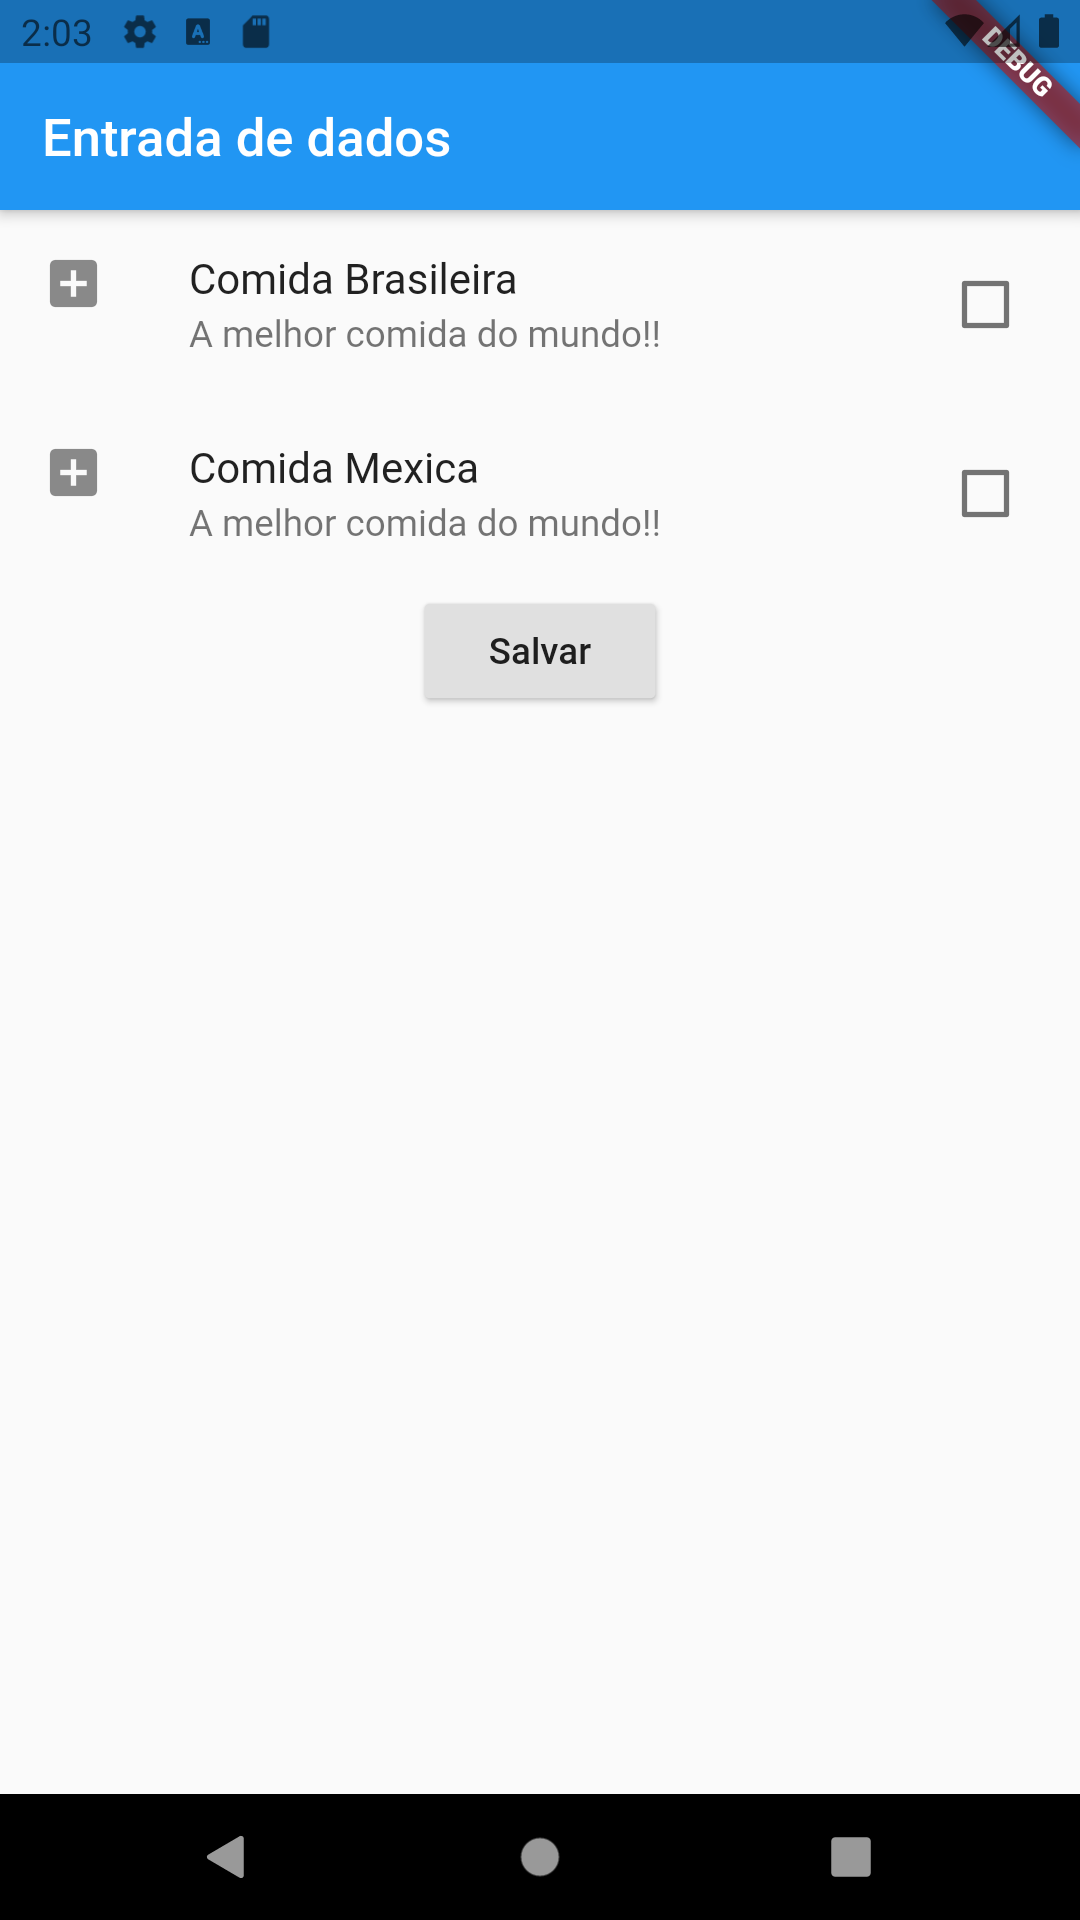 2:03
DEBUG
Entrada de dados
Comida Brasileira
A melhor comida do mundo!!
Comida Mexica
A melhor comida do mundo!!
Salvar